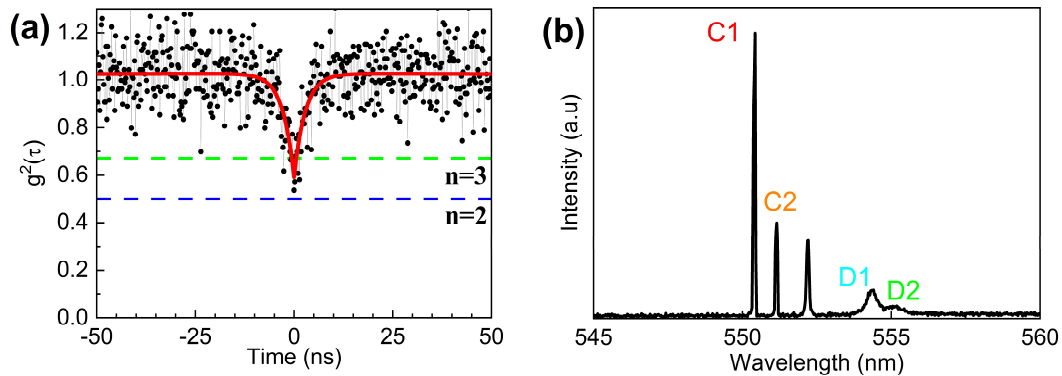 (a)
1.2
1.0
0.8
0.6
0.4
0.2
0.0
g²(τ)
n=3
n=2
-50 -25 0 25 50
Time (ns)
(b)
C1
C2
D1
D2
Intensity (a.u)
545 550 555 560
Wavelength (nm)